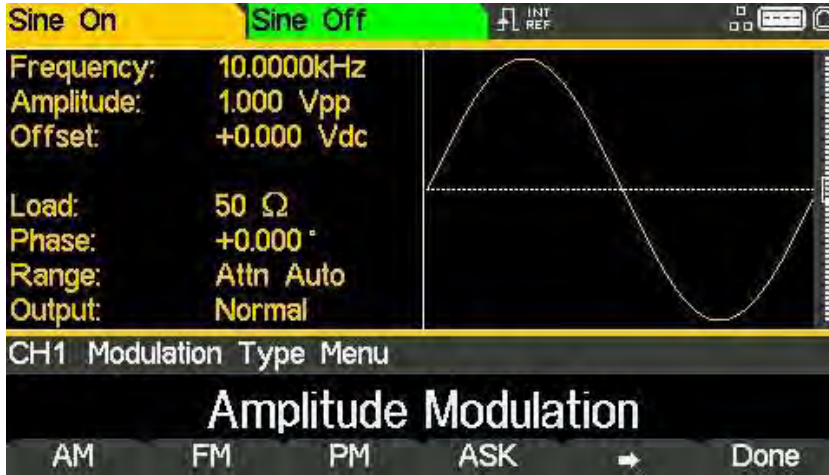 Sine On Sine Off INT REF
Frequency: 10.0000kHz
Amplitude: 1.000 Vpp
Offset: +0.000 Vdc
Load: 50 Ω
Phase: +0.000 °
Range: Attn Auto
Output: Normal
CH1 Modulation Type Menu
Amplitude Modulation
AM FM PM ASK ➡ Done